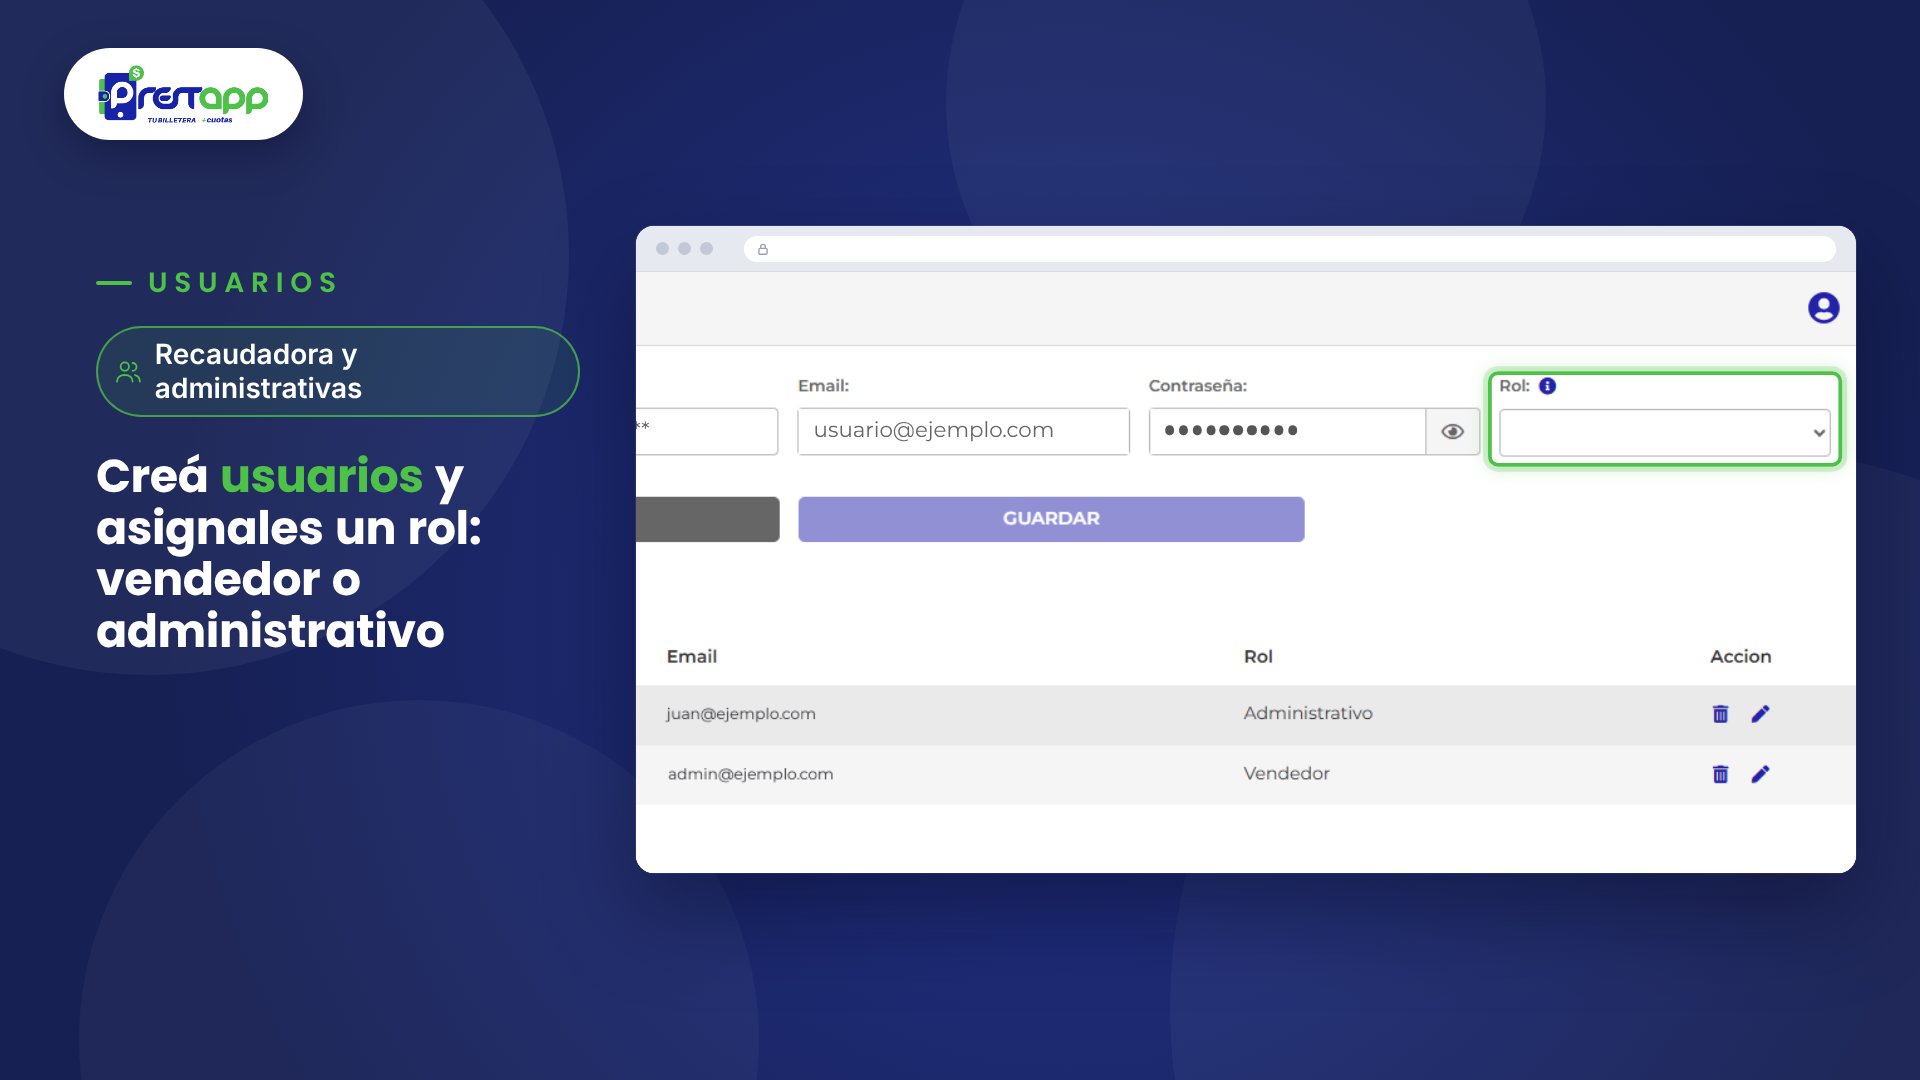 $
Prestapp
TU BILLETERA +cuotas
USUARIOS
Recaudadora y
administrativas
Creá usuarios y
asignales un rol:
vendedor o
administrativo
Email:
Contraseña:
Rol:
**
usuario@ejemplo.com
••••••••••
GUARDAR
Email
Rol
Accion
juan@ejemplo.com
Administrativo
admin@ejemplo.com
Vendedor